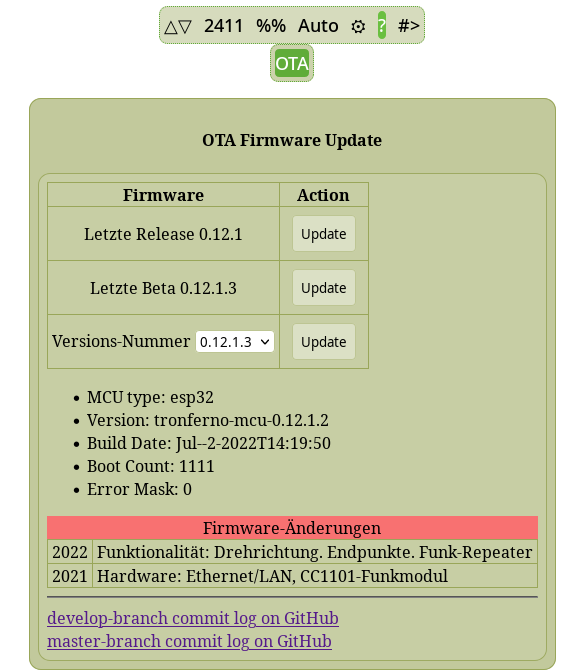 △▽ 2411 %% Auto ⚙ ? #>
OTA
OTA Firmware Update
Firmware Action
Letzte Release 0.12.1 Update
Letzte Beta 0.12.1.3 Update
Versions-Nummer 0.12.1.3 Update
• MCU type: esp32
• Version: tronferno-mcu-0.12.1.2
• Build Date: Jul--2-2022T14:19:50
• Boot Count: 1111
• Error Mask: 0
Firmware-Änderungen
2022 Funktionalität: Drehrichtung. Endpunkte. Funk-Repeater
2021 Hardware: Ethernet/LAN, CC1101-Funkmodul
develop-branch commit log on GitHub
master-branch commit log on GitHub